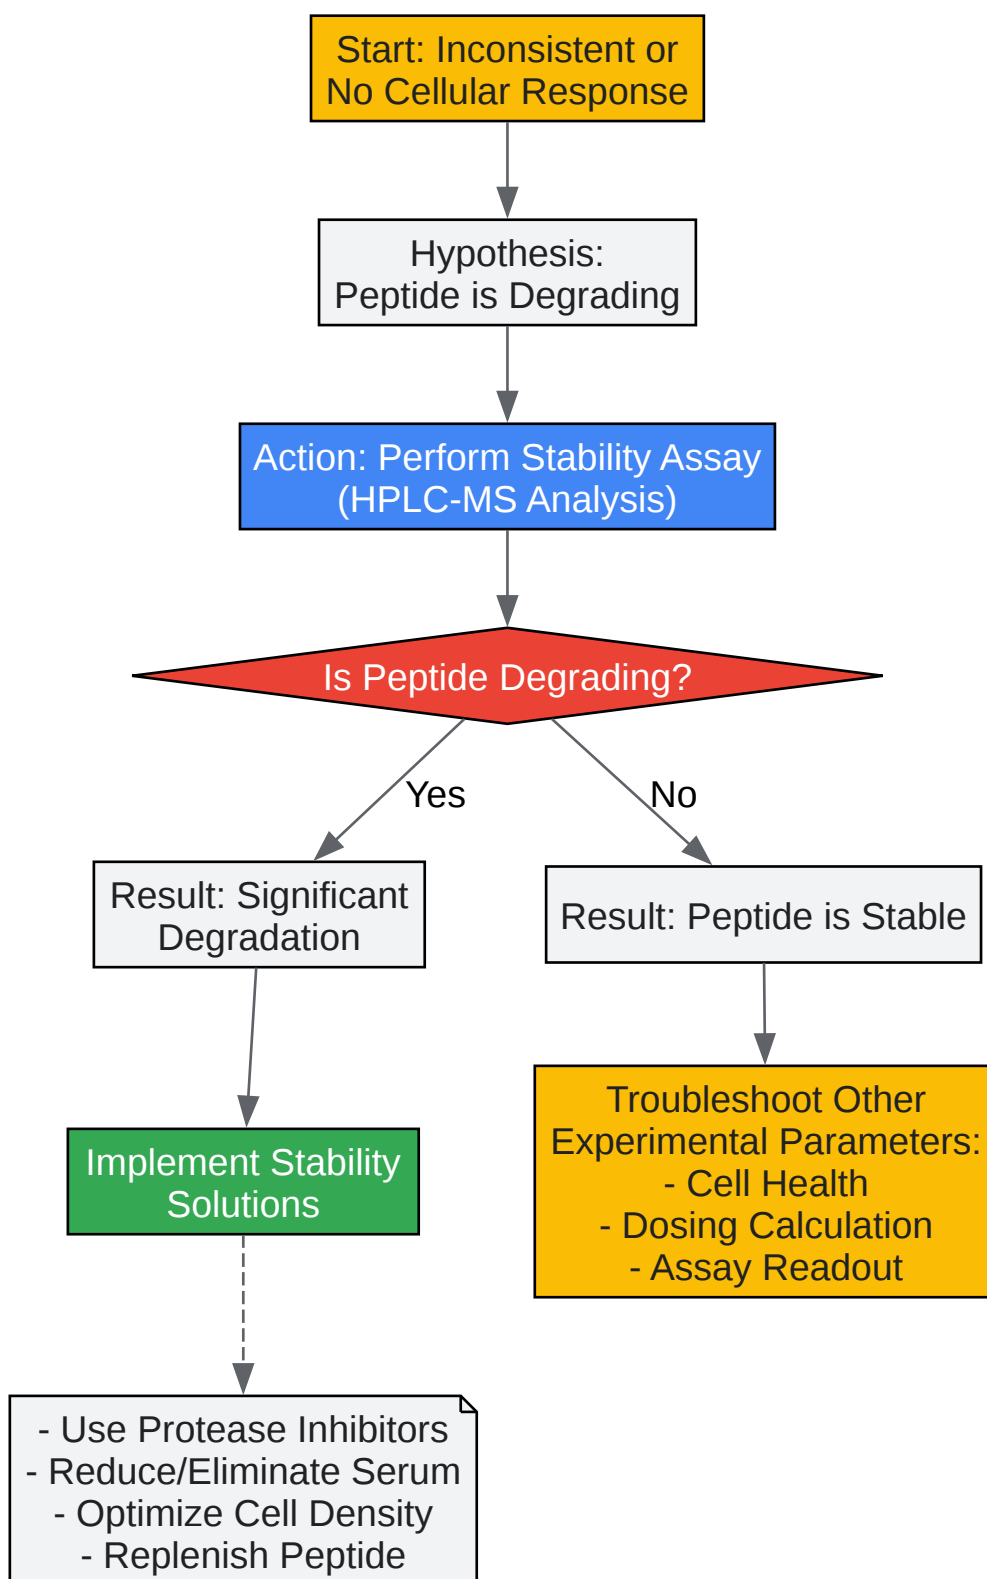 Start: Inconsistent or
No Cellular Response
Hypothesis:
Peptide is Degrading
Action: Perform Stability Assay
(HPLC-MS Analysis)
Is Peptide Degrading?
Yes
No
Result: Significant
Degradation
Result: Peptide is Stable
Implement Stability
Solutions
Troubleshoot Other
Experimental Parameters:
- Cell Health
- Dosing Calculation
- Assay Readout
- Use Protease Inhibitors
- Reduce/Eliminate Serum
- Optimize Cell Density
- Replenish Peptide